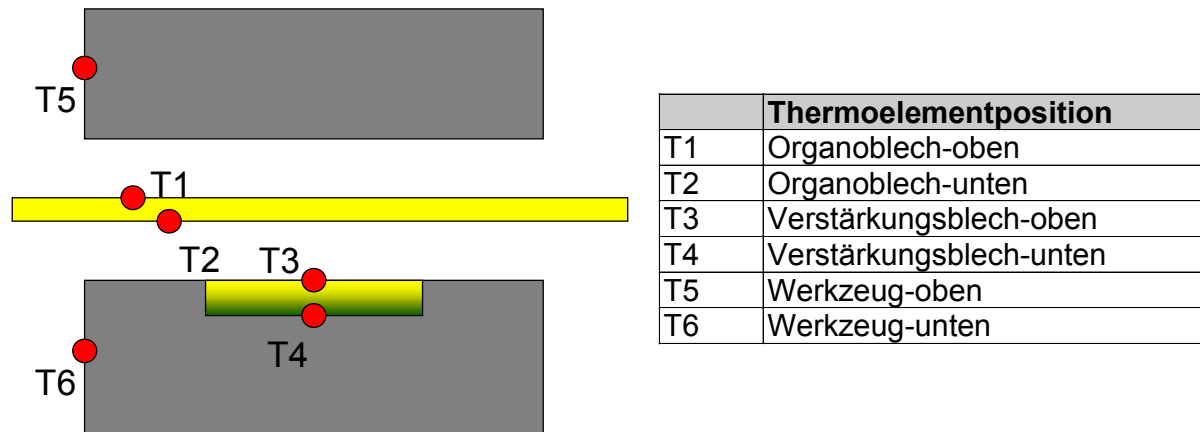 T5
T1
T2 T3
T4
T6
Thermoelementposition
T1 Organoblech-oben
T2 Organoblech-unten
T3 Verstärkungsblech-oben
T4 Verstärkungsblech-unten
T5 Werkzeug-oben
T6 Werkzeug-unten